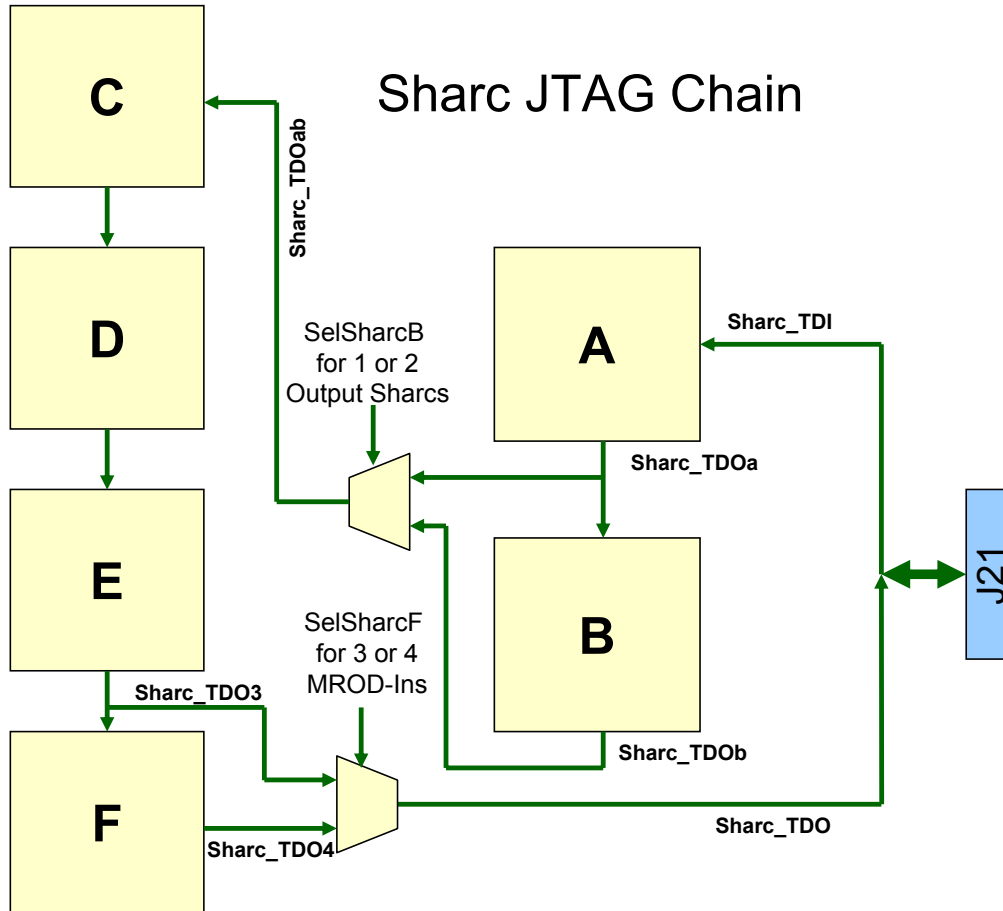 Sharc JTAG Chain
C
Sharc_TDOab
D
A
Sharc_TDI
SelSharcB
for 1 or 2
Output Sharcs
Sharc_TDOa
E
B
J21
SelSharcF
for 3 or 4
MROD-Ins
Sharc_TDO3
Sharc_TDOb
F
Sharc_TDO4
Sharc_TDO